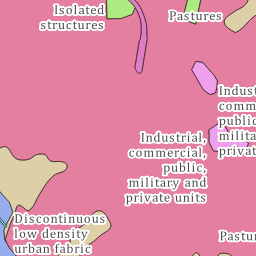 Isolated
structures
Pastures
Indust
comm
public
milita
privat
Industrial,
commercial,
public,
military and
private units
Discontinuous
low density
urban fabric
Pastu